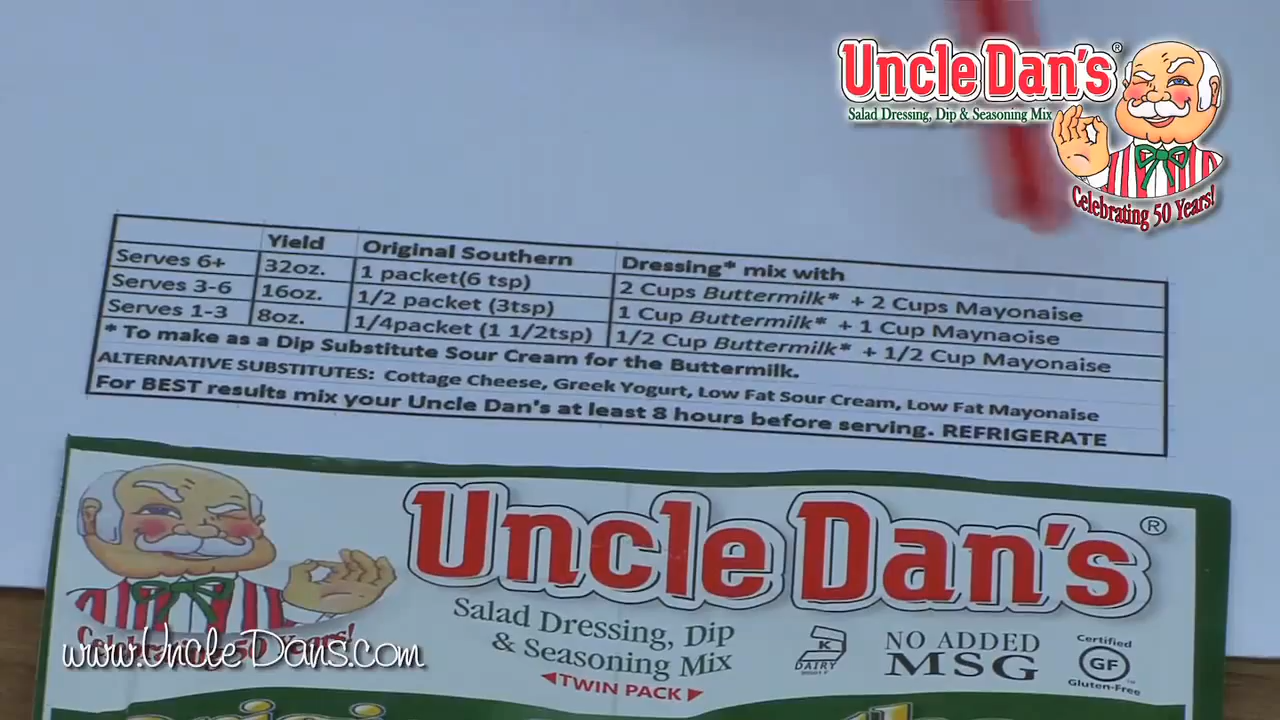 Uncle Dan's®
Salad Dressing, Dip & Seasoning Mix
Celebrating 50 Years!
Yield Original Southern Dressing* mix with
Serves 6+ 32oz. 1 packet(6 tsp) 2 Cups Buttermilk* + 2 Cups Mayonaise
Serves 3-6 16oz. 1/2 packet (3tsp) 1 Cup Buttermilk* + 1 Cup Maynaoise
Serves 1-3 8oz. 1/4packet (1 1/2tsp) 1/2 Cup Buttermilk* + 1/2 Cup Mayonaise
* To make as a Dip Substitute Sour Cream for the Buttermilk.
ALTERNATIVE SUBSTITUTES: Cottage Cheese, Greek Yogurt, Low Fat Sour Cream, Low Fat Mayonaise
For BEST results mix your Uncle Dan's at least 8 hours before serving. REFRIGERATE
Uncle Dan's®
Salad Dressing, Dip
& Seasoning Mix
TWIN PACK
K
DAIRY
NO ADDED
MSG
Certified
GF
Gluten-Free
Celebrating 50 Years!
www.UncleDans.com